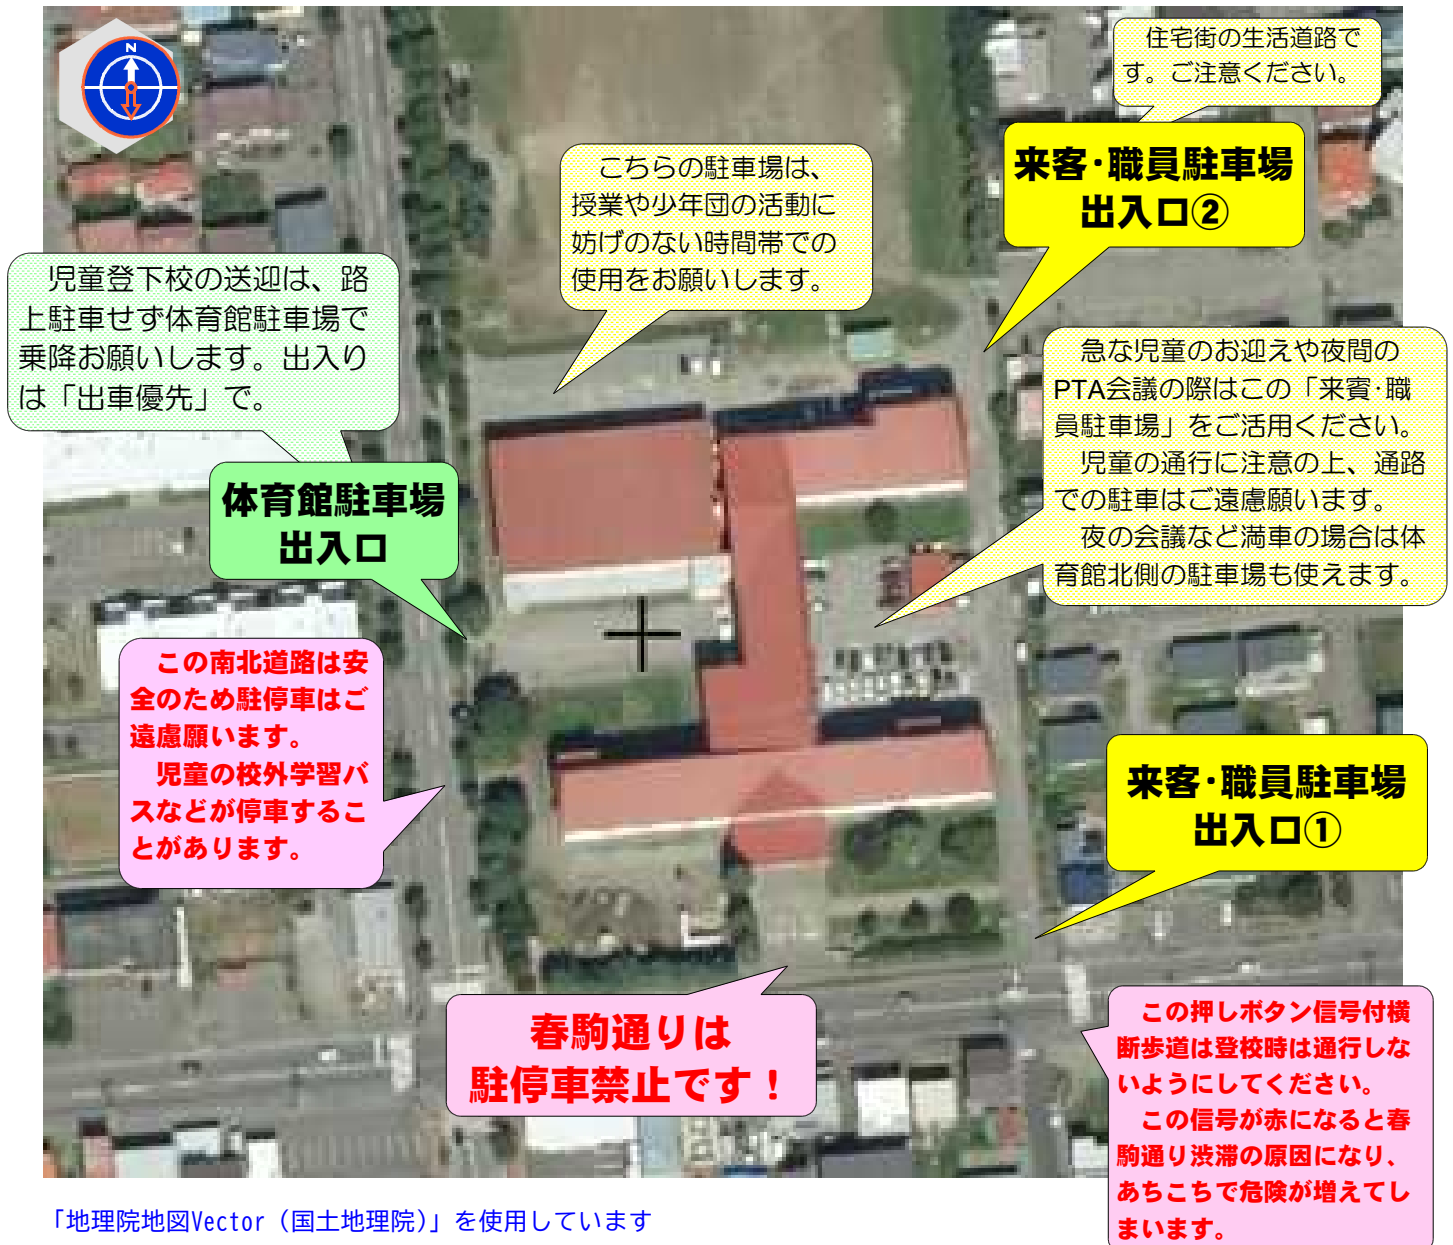 N
住宅街の生活道路で
す。ご注意ください。
来客･職員駐車場
出入口②
こちらの駐車場は、
授業や少年団の活動に
妨げのない時間帯での
使用をお願いします。
児童登下校の送迎は、路
上駐車せず体育館駐車場で
乗降お願いします。出入り
は「出車優先」で。
急な児童のお迎えや夜間の
PTA会議の際はこの「来賓･職
員駐車場」をご活用ください。
児童の通行に注意の上、通路
での駐車はご遠慮願います。
夜の会議など満車の場合は体
育館北側の駐車場も使えます。
体育館駐車場
出入口
この南北道路は安
全のため駐停車はご
遠慮願います。
児童の校外学習バ
スなどが停車するこ
とがあります。
来客･職員駐車場
出入口①
春駒通りは
駐停車禁止です！
この押しボタン信号付横
断歩道は登校時は通行しな
いようにしてください。
この信号が赤になると春
駒通り渋滞の原因になり、
あちこちで危険が増えてし
まいます。
「地理院地図Vector（国土地理院）」を使用しています